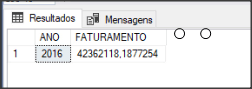 Resultados Mensagens
ANO FATURAMENTO
1 2016 42362118,1877254